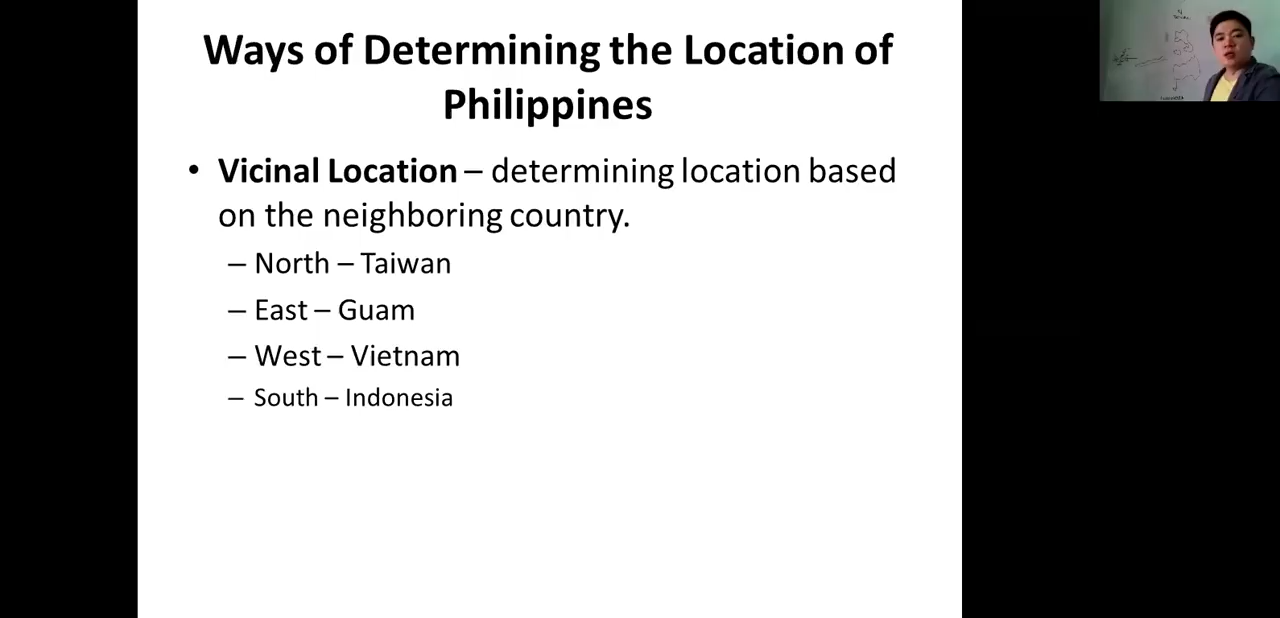 Ways of Determining the Location of
Philippines
• Vicinal Location – determining location based
on the neighboring country.
– North – Taiwan
– East – Guam
– West – Vietnam
– South – Indonesia